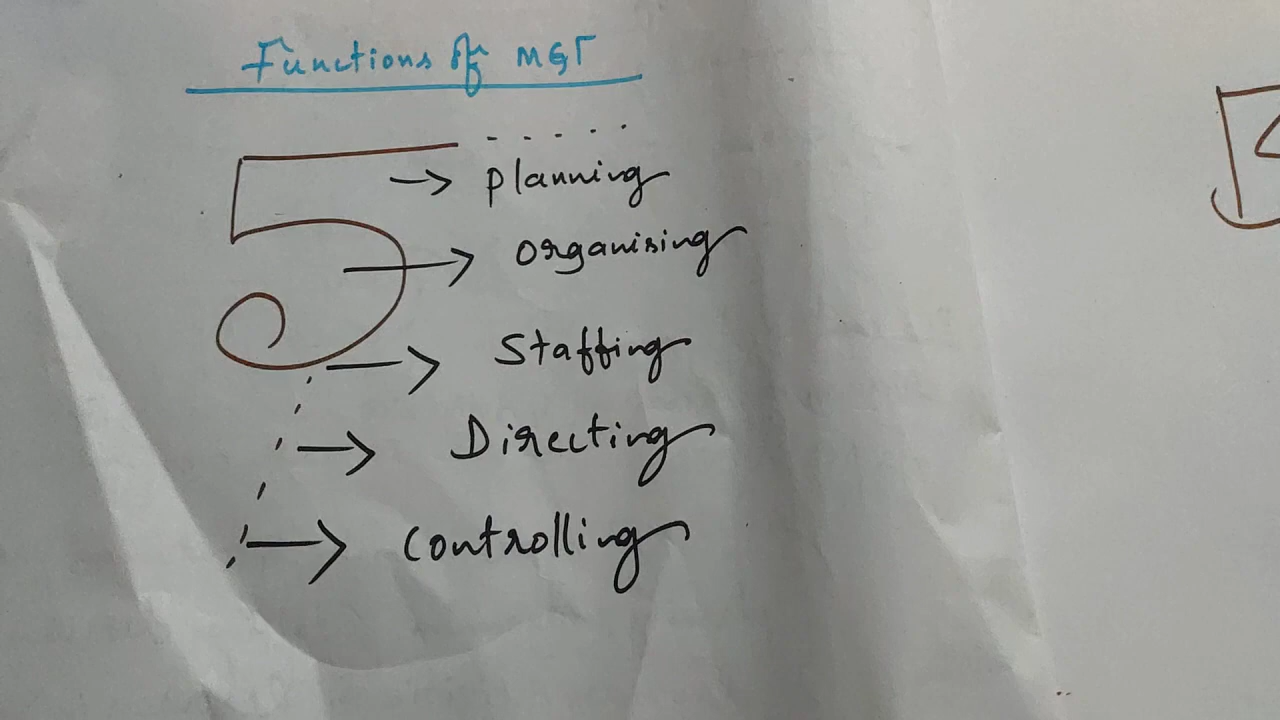 Functions of MGT
5
→ planning
→ organising
→ Staffing
→ Directing
→ controlling